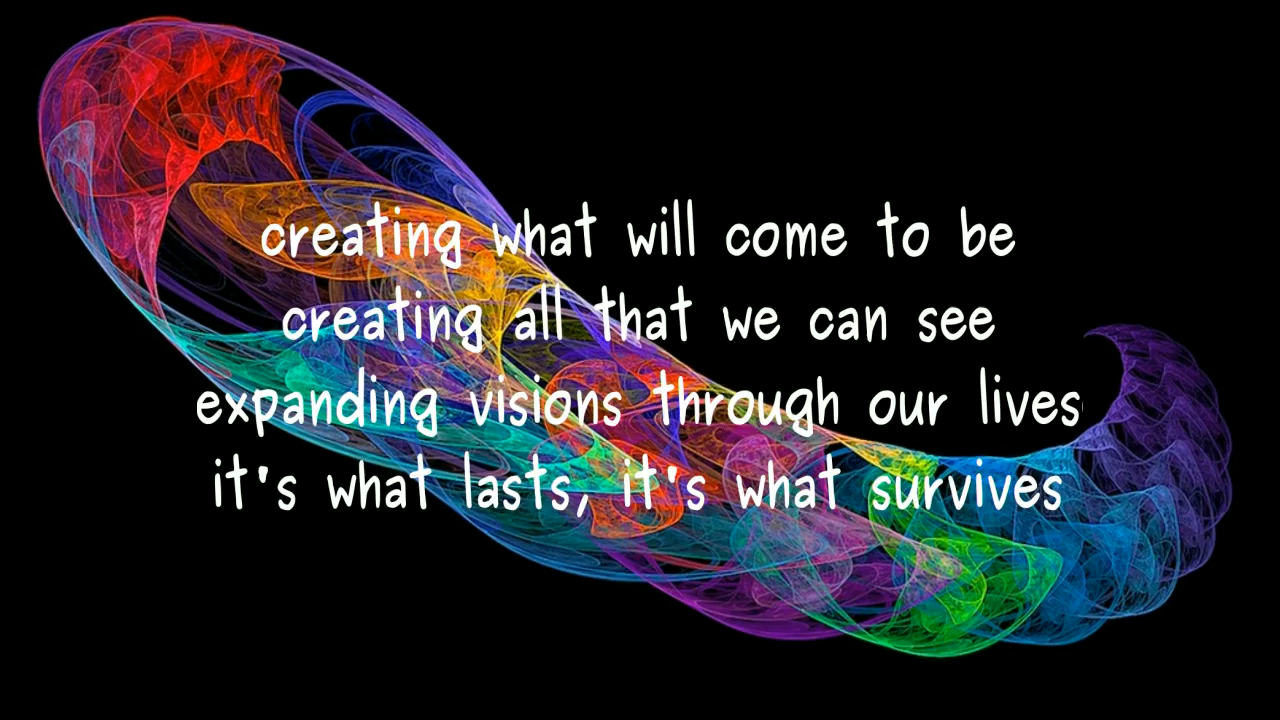 creating what will come to be
creating all that we can see
expanding visions through our lives
it's what lasts, it's what survives